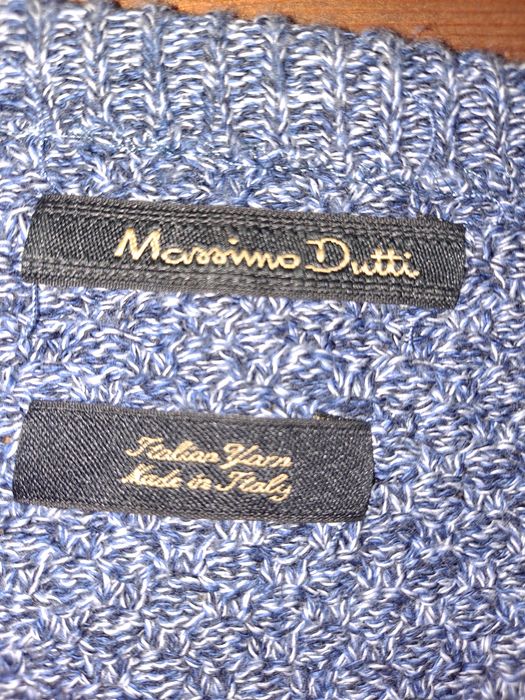 Massimo Dutti
Italian Yarn
Made in Italy